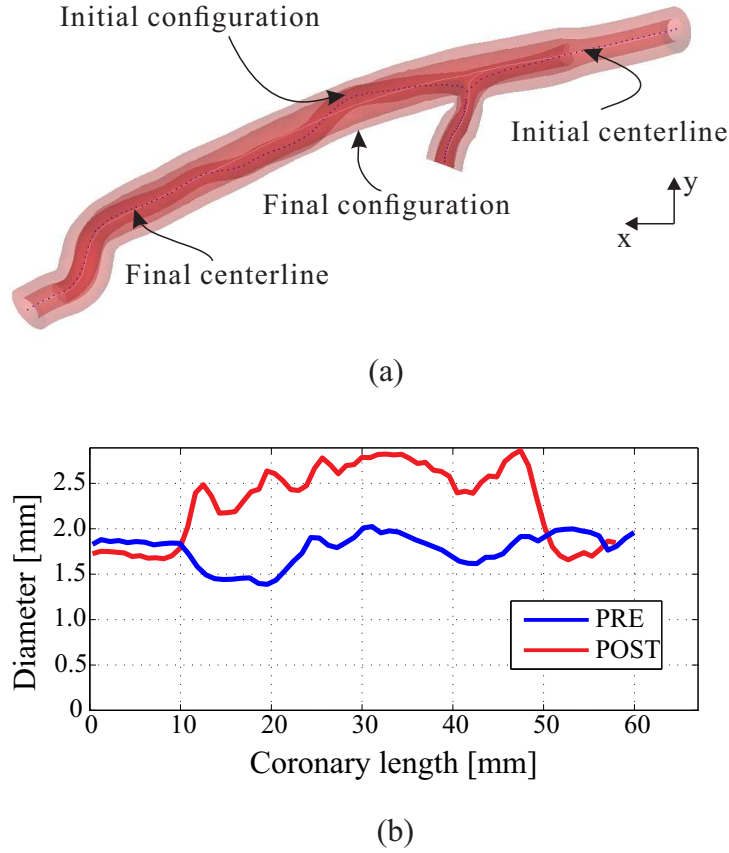 Initial configuration
Initial centerline
y
x
Final configuration
Final centerline
(a)
Diameter [mm]
2.5
2.0
1.5
1.0
0.5
0
PRE
POST
0 10 20 30 40 50 60
Coronary length [mm]
(b)